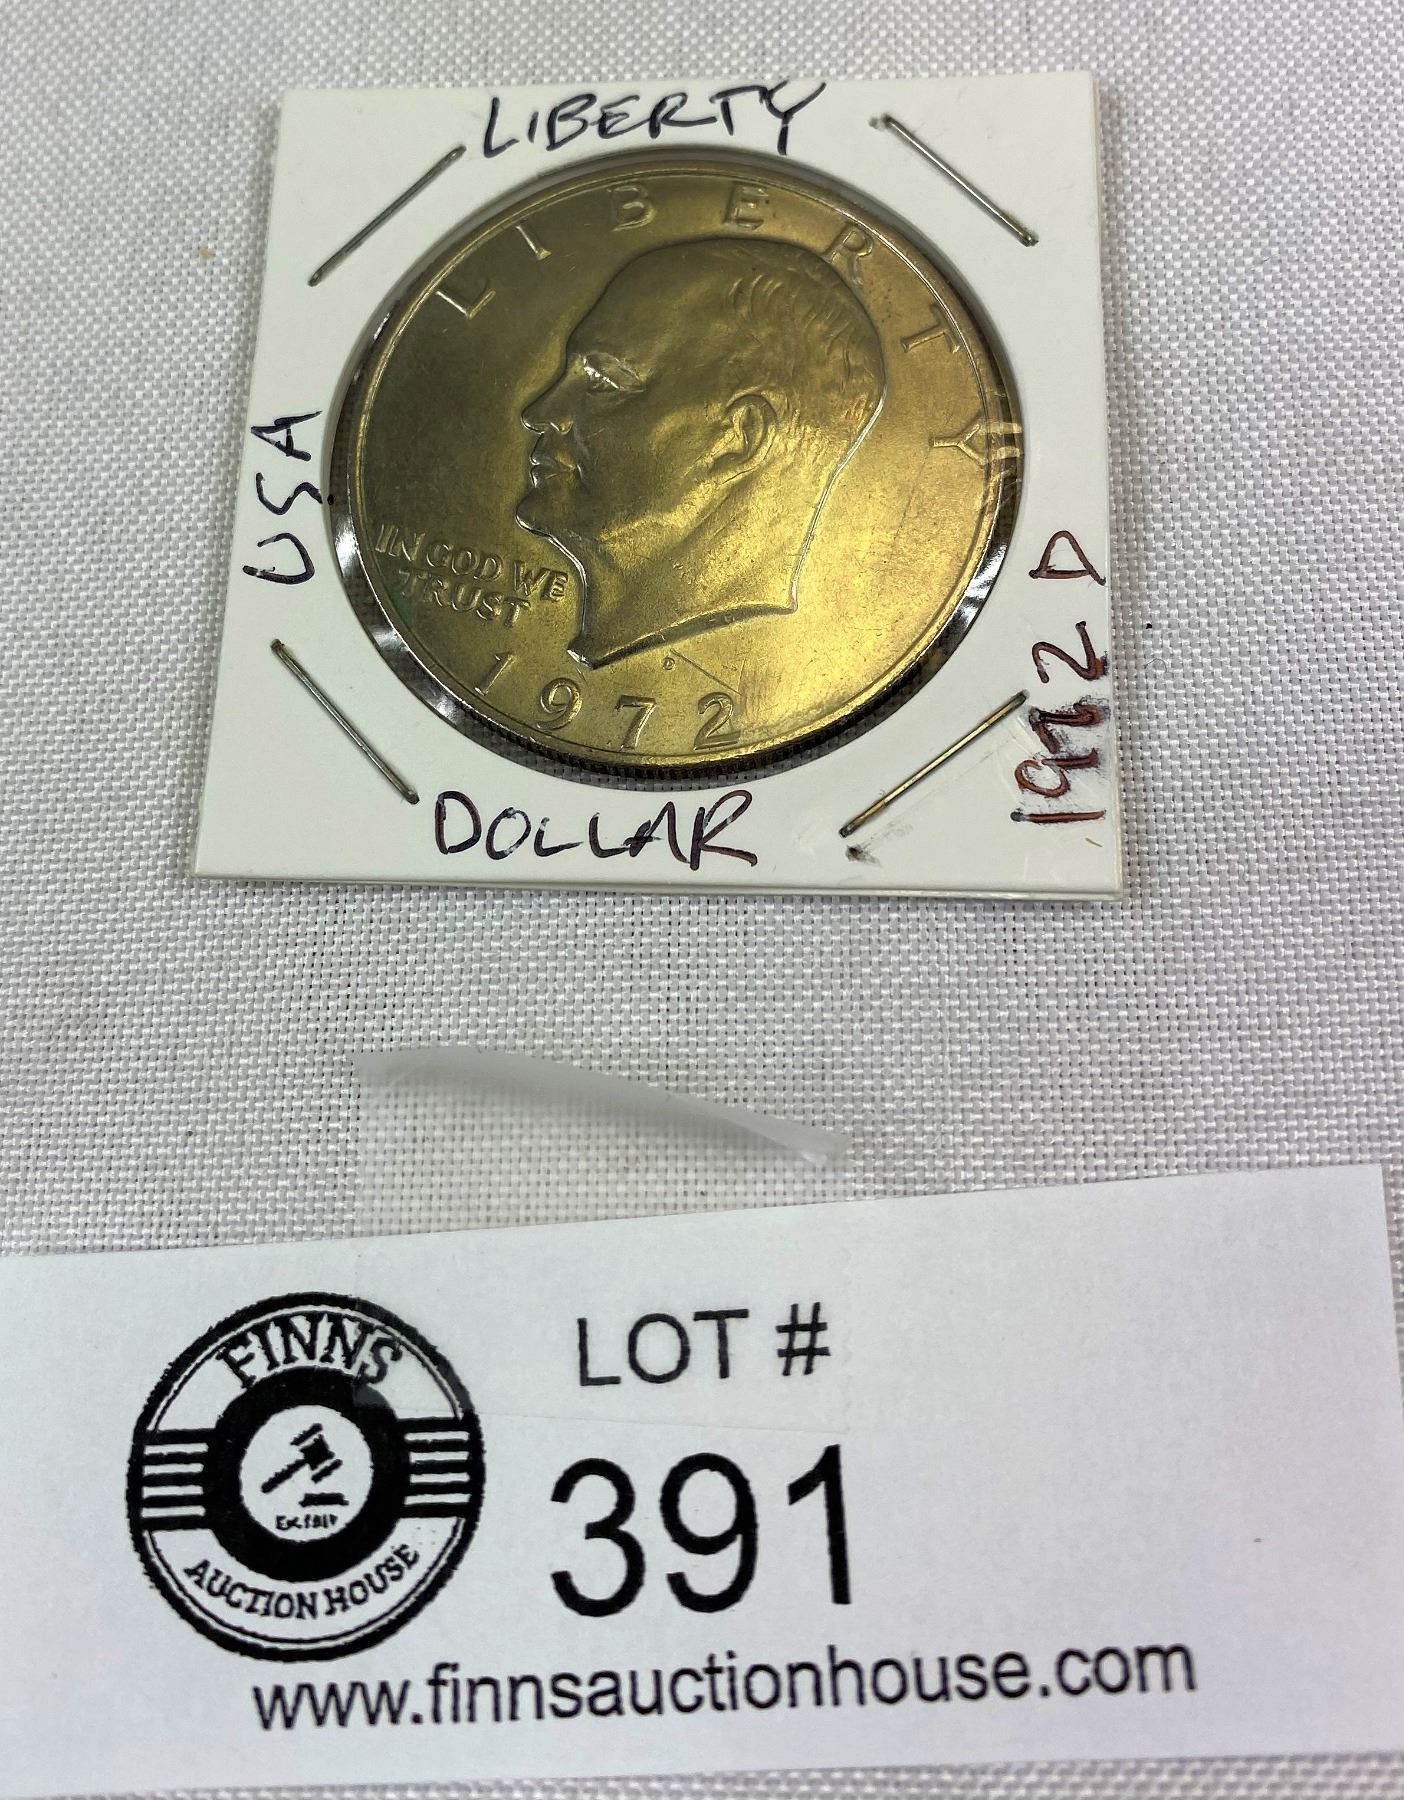 LIBERTY
USA
LIBERTY
IN GOD WE
TRUST
D
1972
1972 D
DOLLAR
FINNS
AUCTION HOUSE
LOT #
391
www.finnsauctionhouse.com